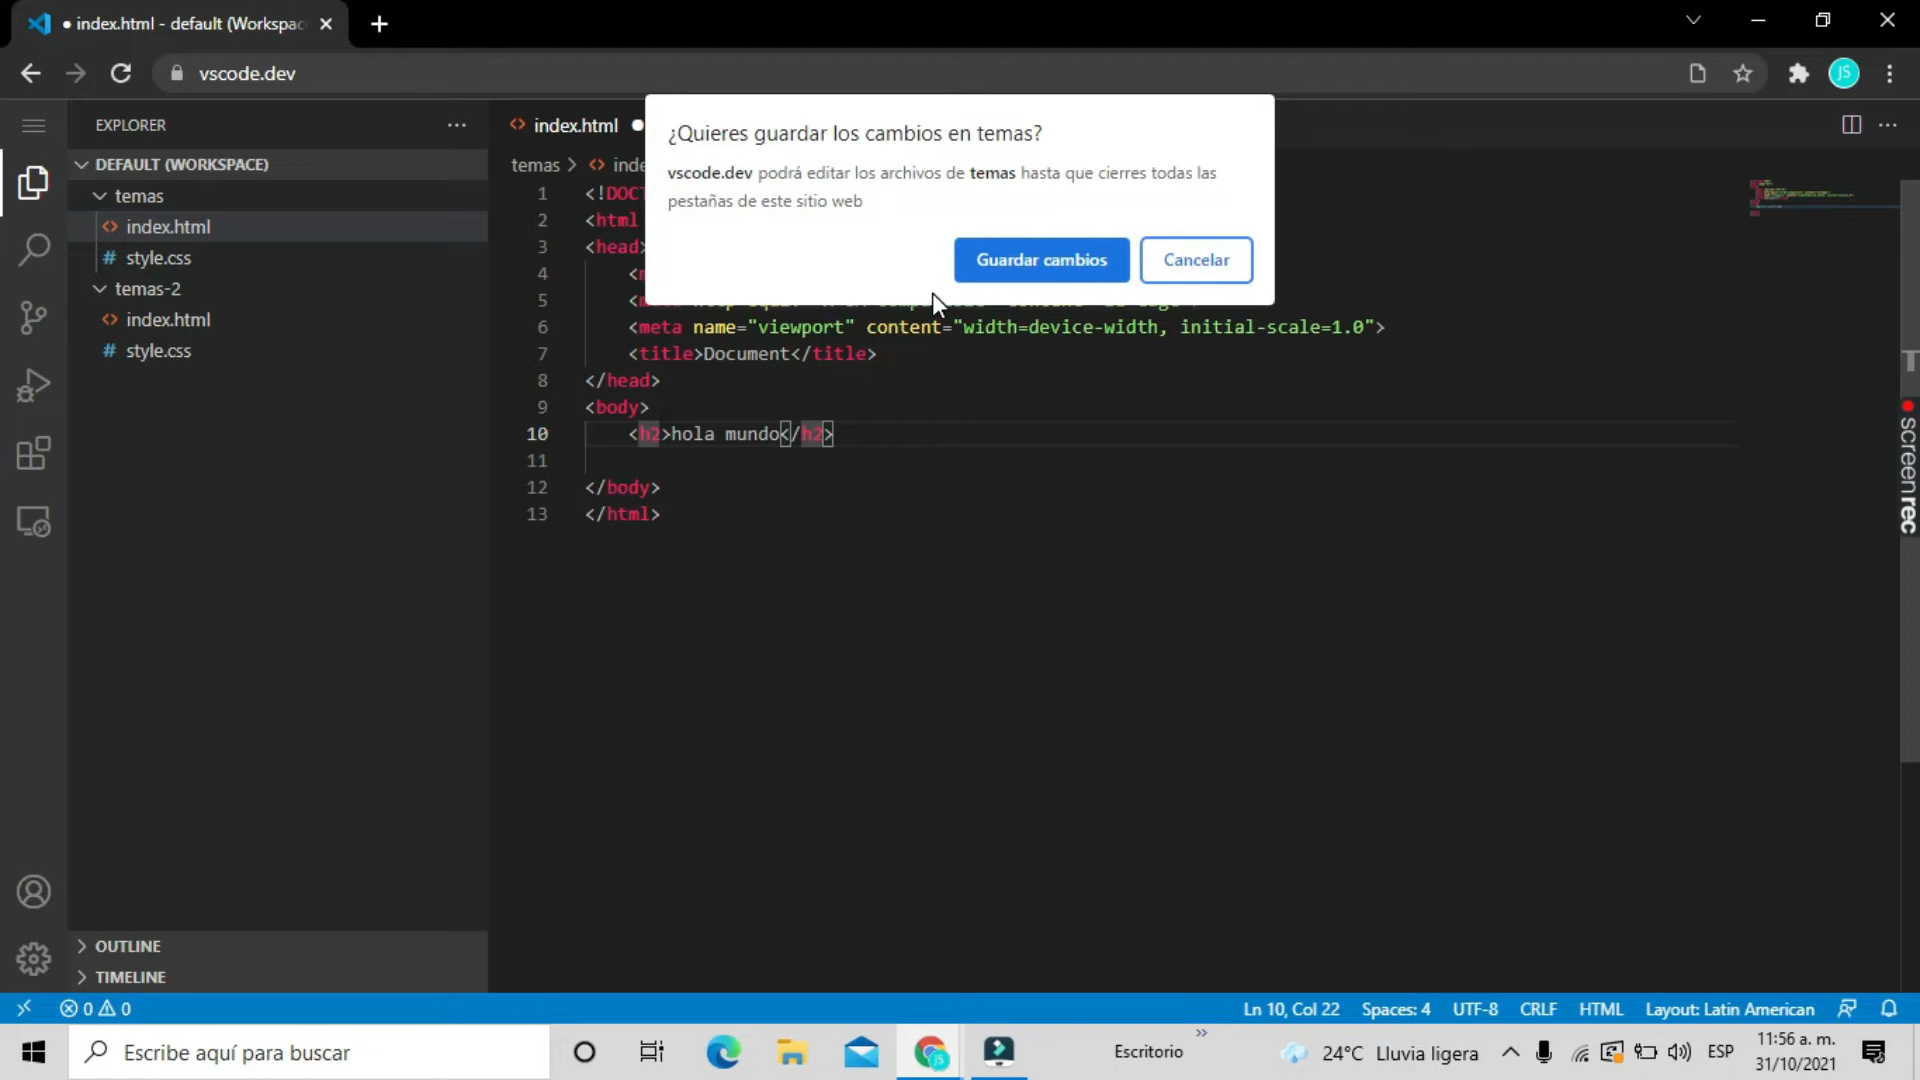 index.html - default (Workspac
vscode.dev
JS
EXPLORER
DEFAULT (WORKSPACE)
temas
index.html
style.css
temas-2
index.html
style.css
OUTLINE
TIMELINE
index.html
temas > inde
¿Quieres guardar los cambios en temas?
vscode.dev podrá editar los archivos de temas hasta que cierres todas las
pestañas de este sitio web
Guardar cambios
Cancelar
1 <!DOCT
2 <html
3 <head>
4 <m
5
6 <meta name="viewport" content="width=device-width, initial-scale=1.0">
7 <title>Document</title>
8 </head>
9 <body>
10 <h2>hola mundo</h2>
11
12 </body>
13 </html>
screenrec
0 0
Ln 10, Col 22
Spaces: 4
UTF-8
CRLF
HTML
Layout: Latin American
Escribe aquí para buscar
JS
Escritorio
24°C Lluvia ligera
ESP
11:56 a. m.
31/10/2021